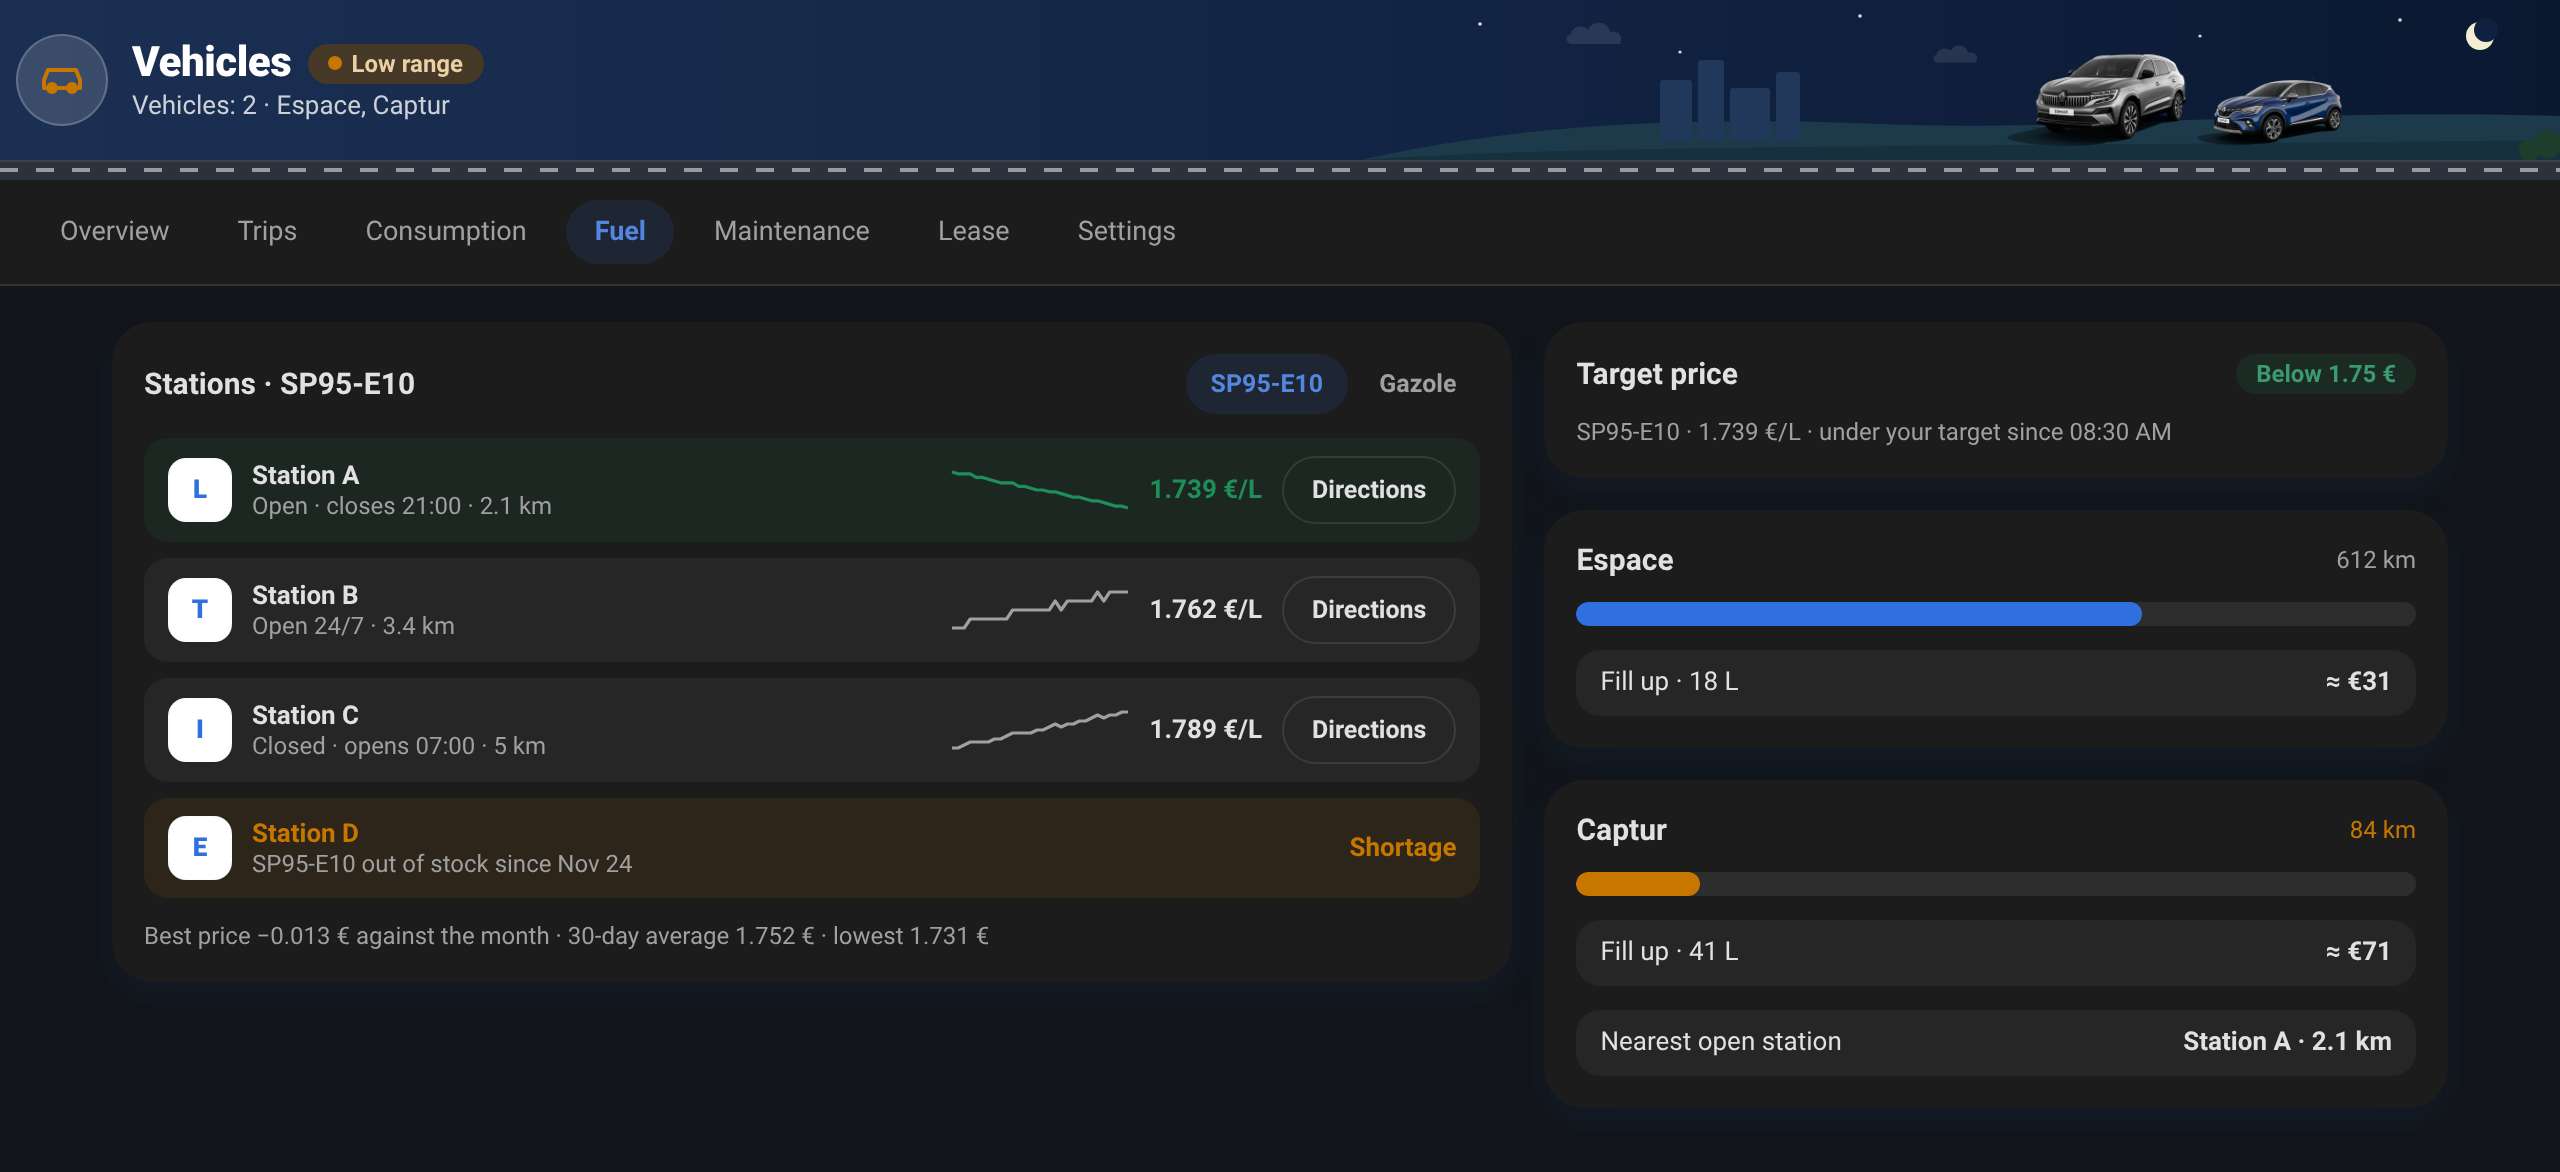 Vehicles
Low range
Vehicles: 2 · Espace, Captur
Overview
Trips
Consumption
Fuel
Maintenance
Lease
Settings
Stations · SP95-E10
SP95-E10
Gazole
L
Station A
Open · closes 21:00 · 2.1 km
1.739 €/L
Directions
T
Station B
Open 24/7 · 3.4 km
1.762 €/L
Directions
I
Station C
Closed · opens 07:00 · 5 km
1.789 €/L
Directions
E
Station D
SP95-E10 out of stock since Nov 24
Shortage
Best price −0.013 € against the month · 30-day average 1.752 € · lowest 1.731 €
Target price
Below 1.75 €
SP95-E10 · 1.739 €/L · under your target since 08:30 AM
Espace
612 km
Fill up · 18 L
≈ €31
Captur
84 km
Fill up · 41 L
≈ €71
Nearest open station
Station A · 2.1 km